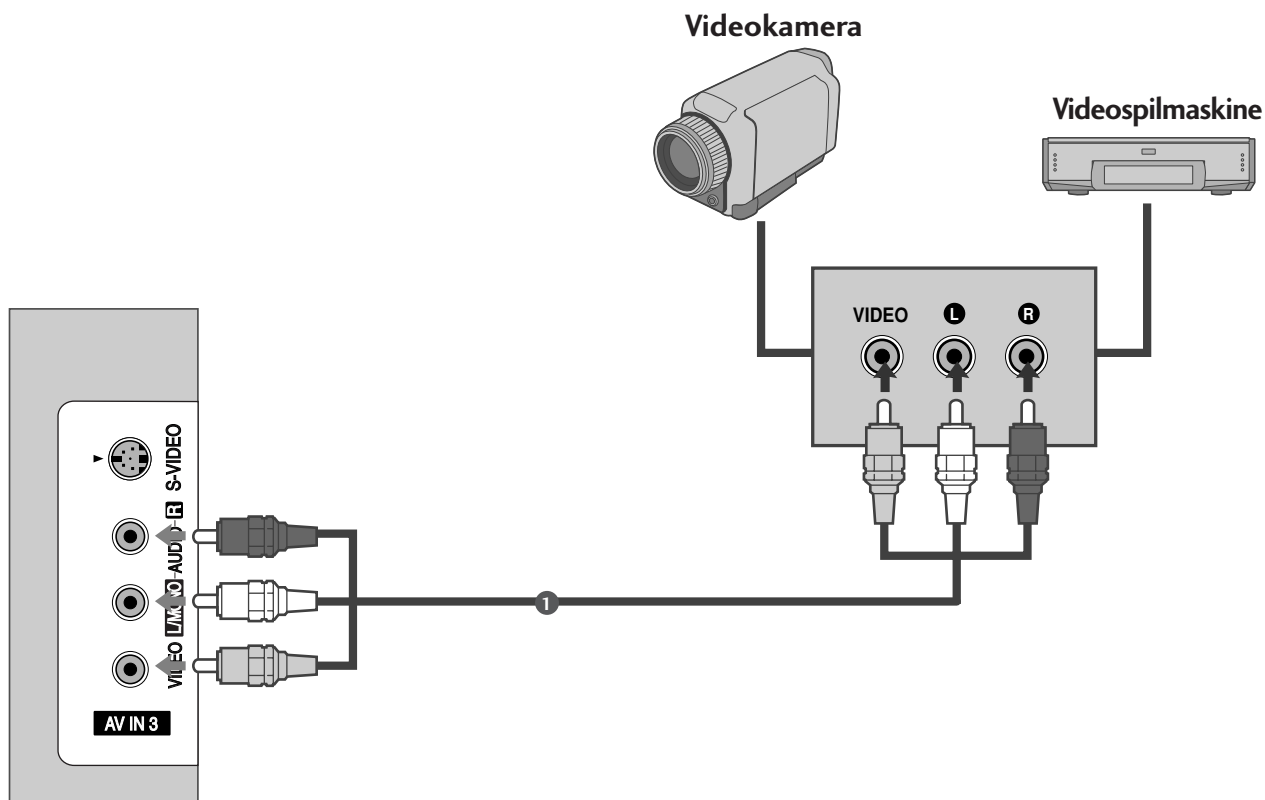 Videokamera
Videospilmaskine
VIDEO L R
S-VIDEO
AUDIO R
L/MONO
VIDEO
AV IN 3
1